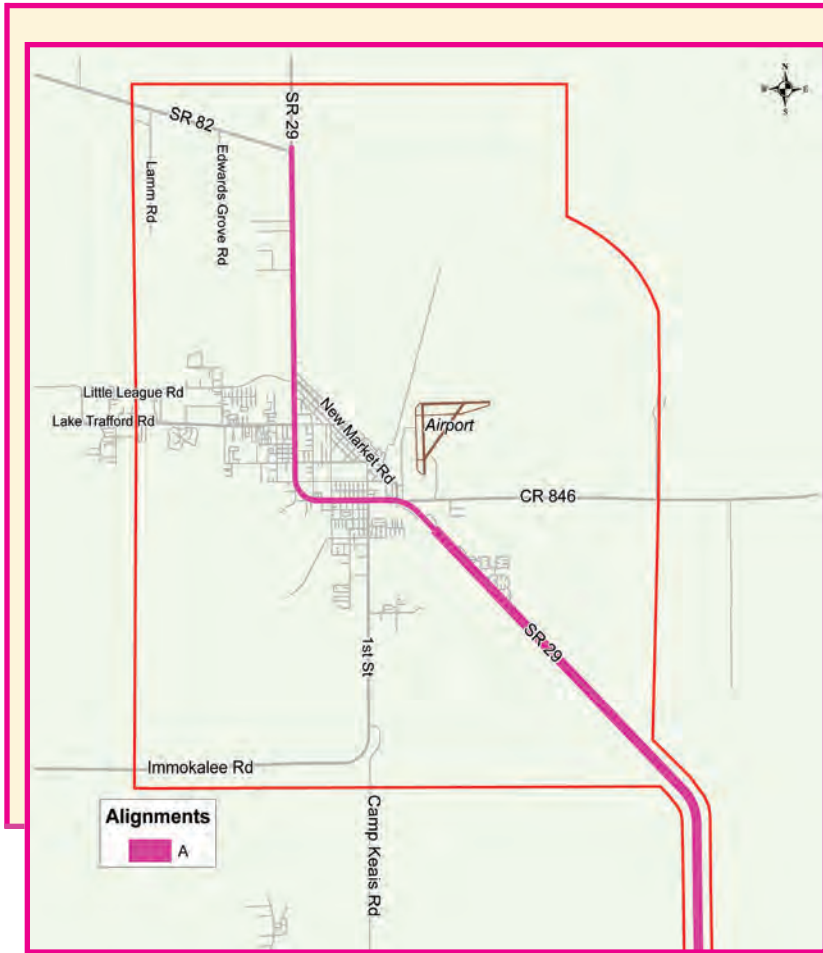 N
W E
S
SR 82
SR 29
Lamm Rd
Edwards Grove Rd
Little League Rd
Lake Trafford Rd
New Market Rd
Airport
CR 846
SR 29
1st St
Immokalee Rd
Camp Keais Rd
Alignments
A